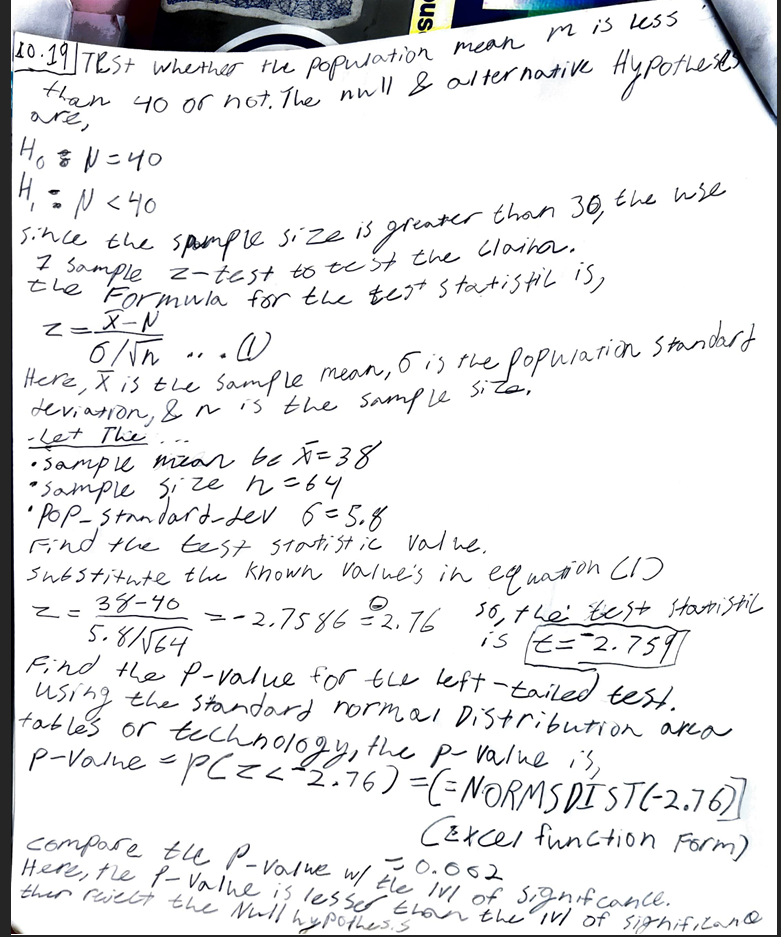 us
10.19 TEst whether the population mean m is less
than 40 or not. The null & alternative Hypotheses
are,
H₀ : N = 40
H₁ : N < 40
since the sample size is greater than 30, the use
1 sample z-test to test the claim.
the Formula for the test statistic is,
z = x̄-N
σ/√n ... (1)
Here, x̄ is the sample mean, σ is the population standard
deviation, & n is the sample size.
-Let The ...
• sample mean be x̄ = 38
• sample size n = 64
• POP-standard-dev σ = 5.8
Find the test statistic value.
substitute the known value's in equation (1)
z = 38-40 = -2.7586 = -2.76 so, the test statistic
5.8/√64 is t = -2.759
Find the P-value for the left-tailed test.
using the standard normal Distribution area
tables or technology, the p-value is,
P-Value = P(z < -2.76) = (=NORMSDIST(-2.76)]
(Excel function Form)
= 0.002
compare the P-Value w/ the lvl of significance.
Here, the P-Value is lesser than the lvl of significance
then reject the Null hypothesis